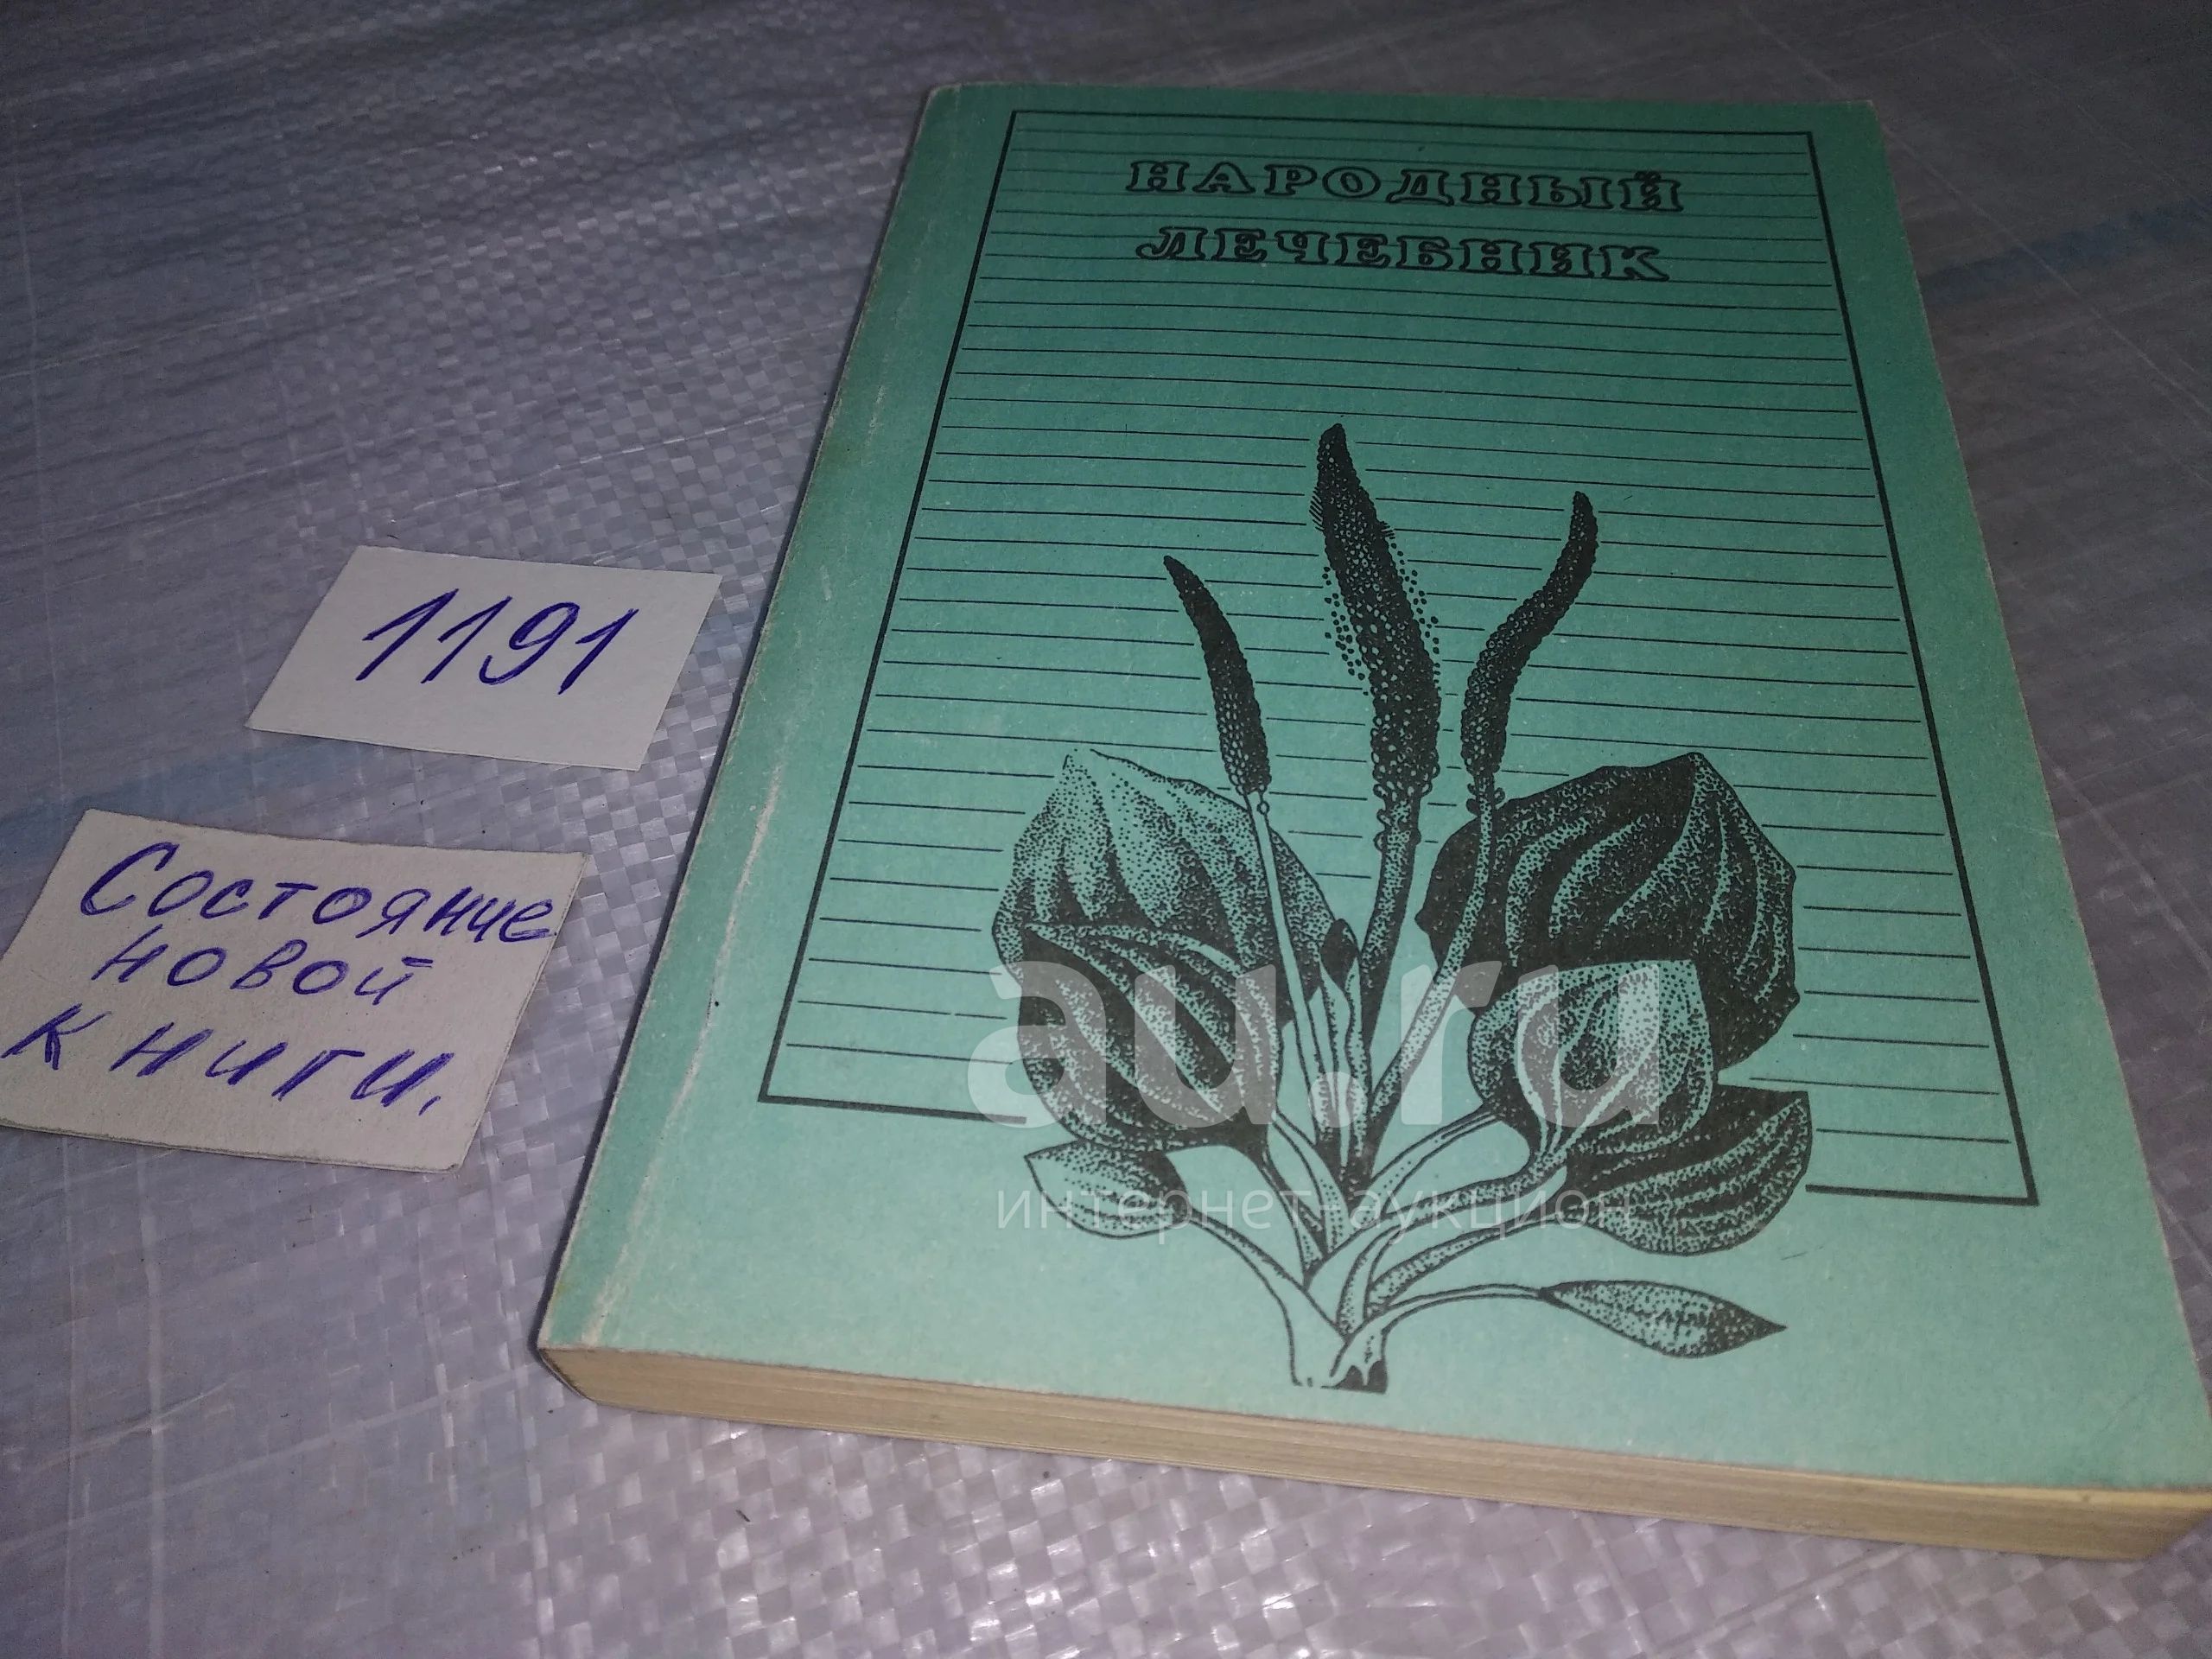 НАРОДНЫЙ
ЛЕЧЕБНИК
1191
Состояние
новой
книги.
au.ru
интернет-аукцион